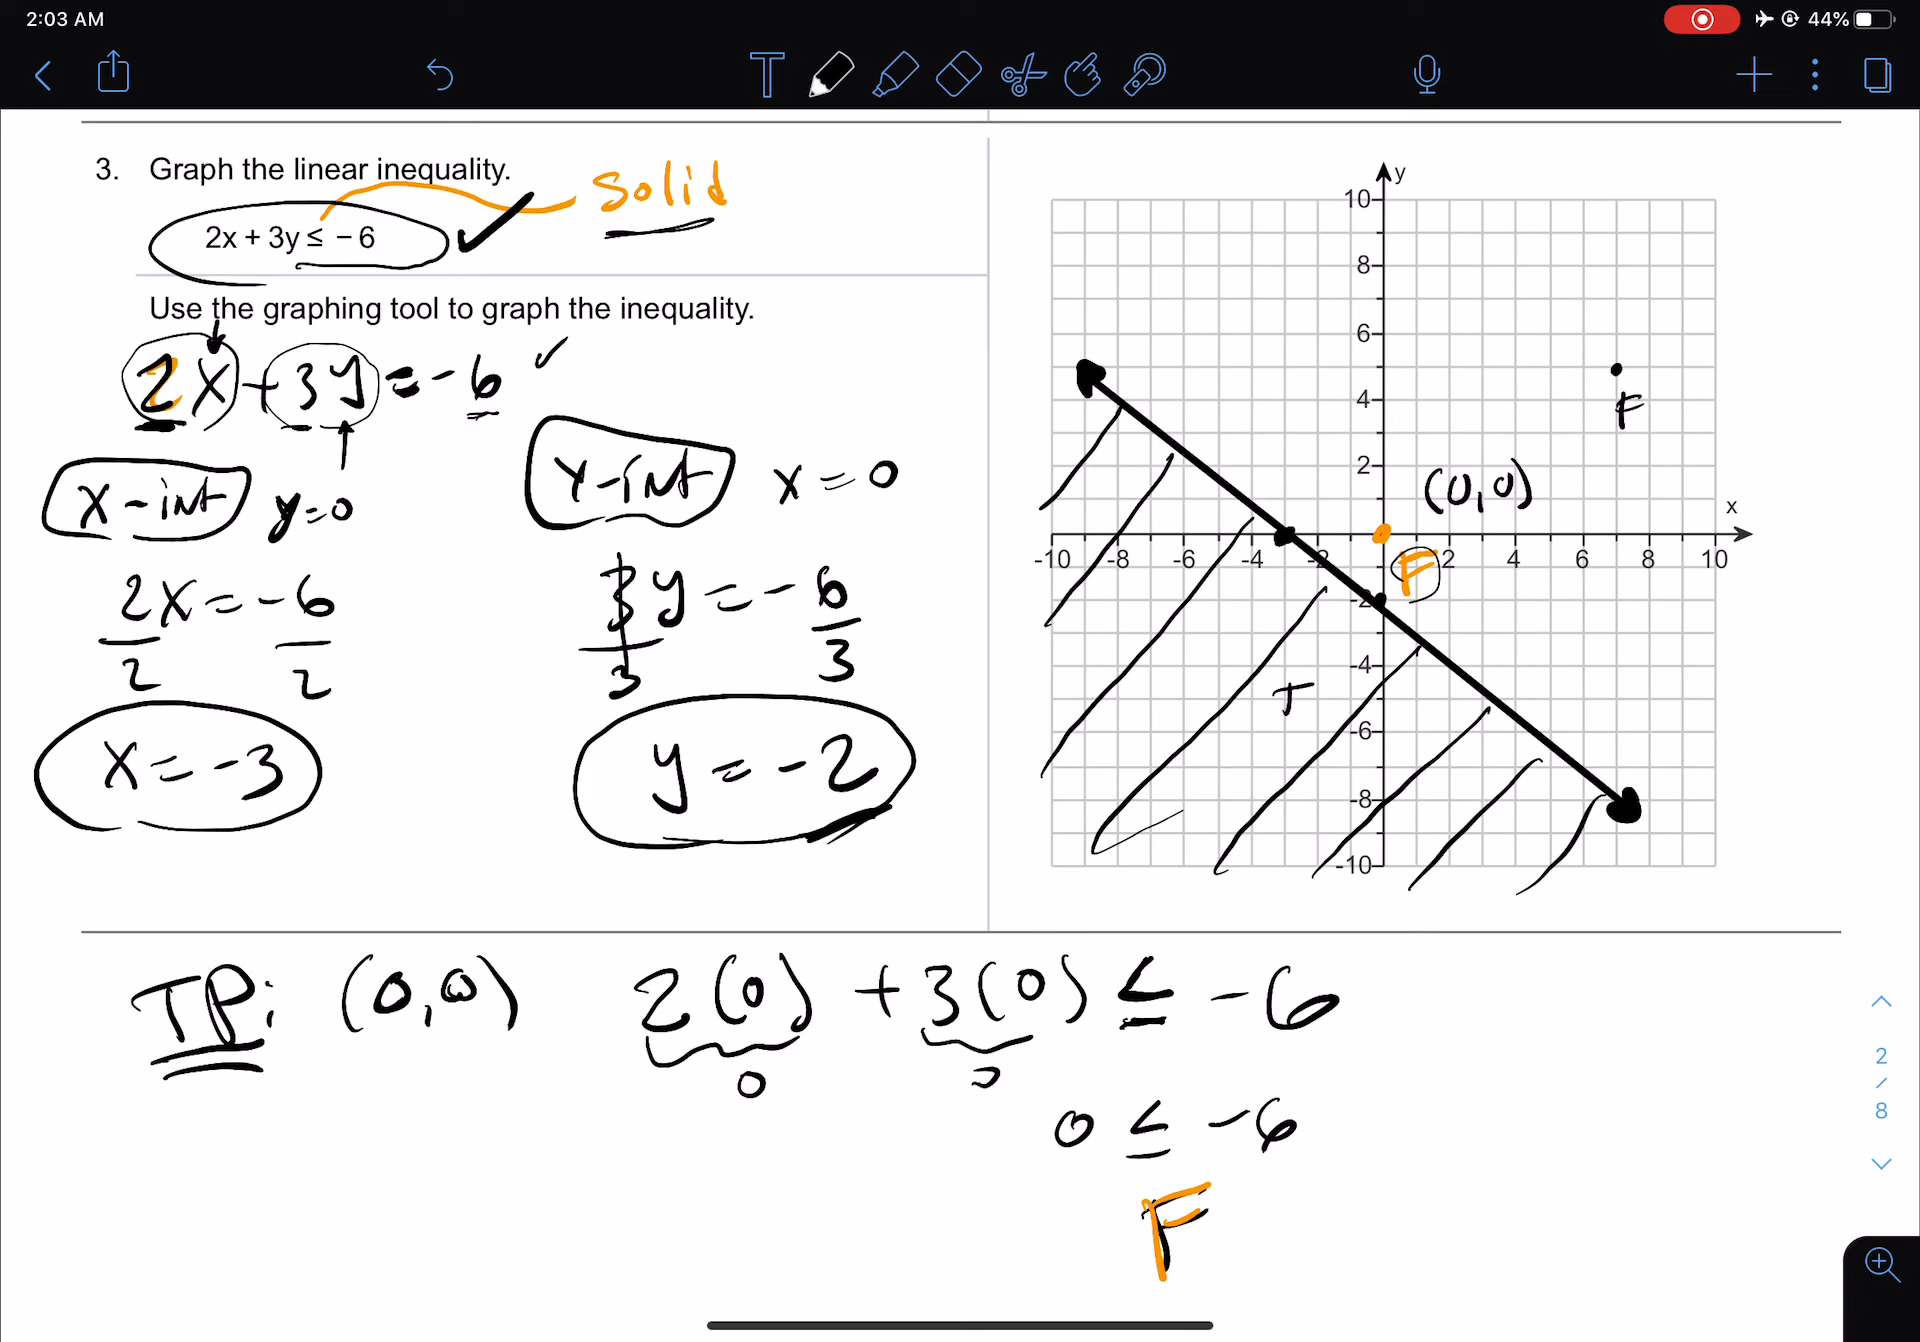 2:03 AM
44%
3. Graph the linear inequality.
Solid
2x + 3y ≤ − 6
Use the graphing tool to graph the inequality.
2x + 3y = -6
x-int y=0
2x = -6
2 2
x = -3
Y-int x = 0
3y = -6
3 3
y = -2
y
10
8
6
4
2
-2
-4
-6
-8
-10
x
-10 -8 -6 -4 -2 2 4 6 8 10
F
(0,0)
F
T
TP: (0,0) 2(0) + 3(0) ≤ -6
0 0
0 ≤ -6
F
2
/
8